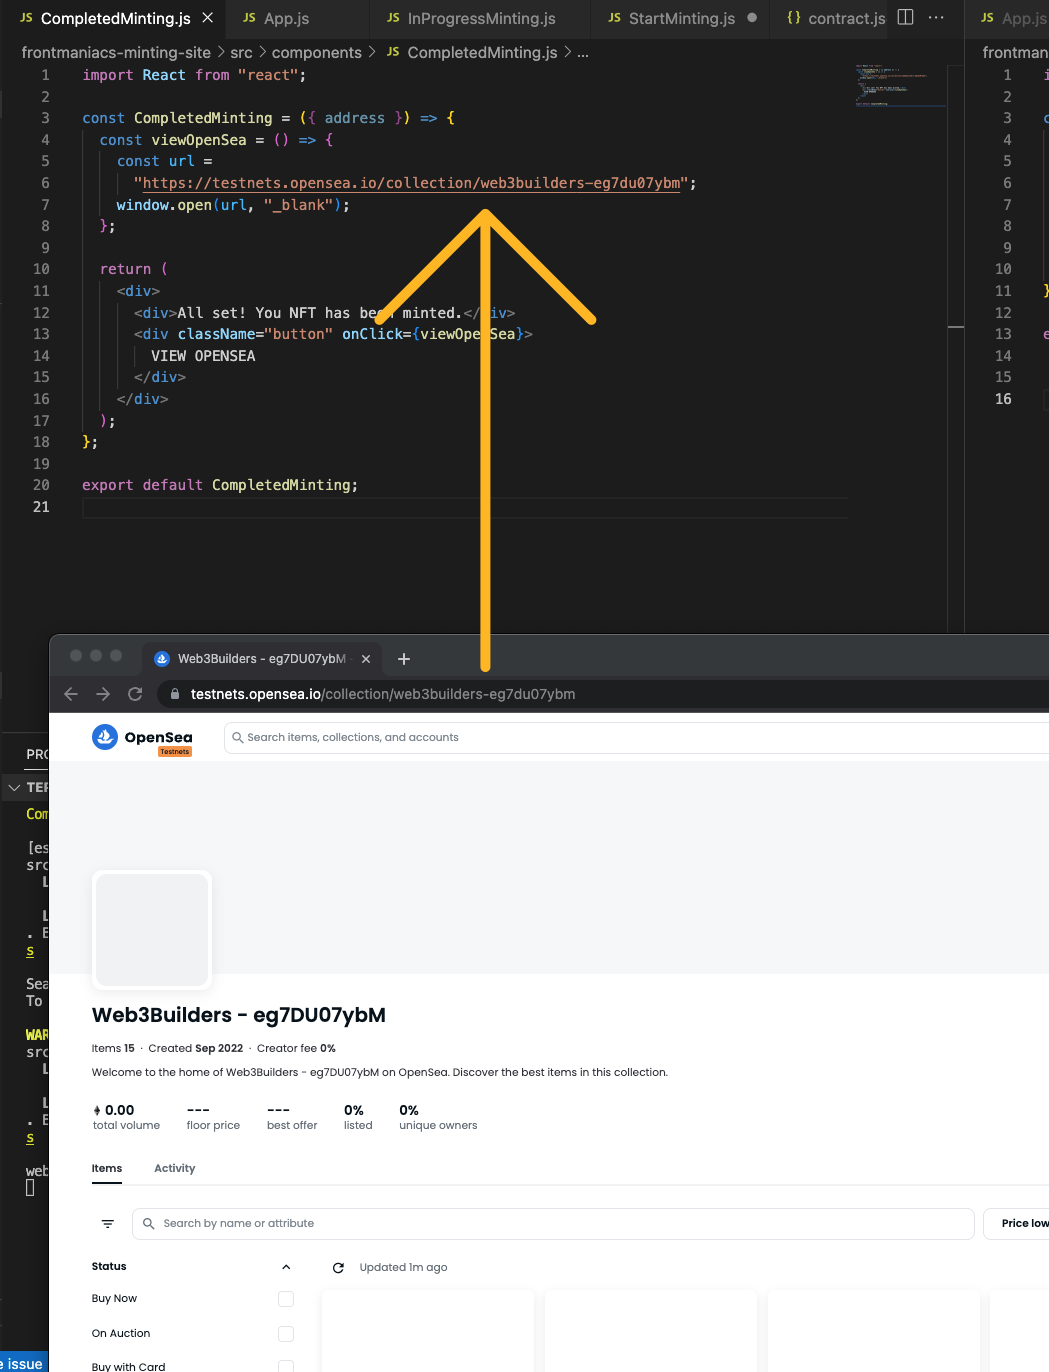 JS CompletedMinting.js × JS App.js JS InProgressMinting.js JS StartMinting.js {} contract.js ··· JS App.js
frontmaniacs-minting-site > src > components > JS CompletedMinting.js > ... frontman
1 import React from "react"; 1
2 2
3 const CompletedMinting = ({ address }) => { 3
4 const viewOpenSea = () => { 4
5 const url = 5
6 "https://testnets.opensea.io/collection/web3builders-eg7du07ybm"; 6
7 window.open(url, "_blank"); 7
8 }; 8
9 9
10 return ( 10
11 <div> 11 }
12 <div>All set! You NFT has been minted.</div> 12
13 <div className="button" onClick={viewOpenSea}> 13
14 VIEW OPENSEA 14
15 </div> 15
16 </div> 16
17 );
18 };
19
20 export default CompletedMinting;
21
Web3Builders - eg7DU07ybM × +
testnets.opensea.io/collection/web3builders-eg7du07ybm
OpenSea
Testnets
Search items, collections, and accounts
PRO
TER
Com
[es
src
L
L
. E
s
Sea
To
WAR
src
L
L
. E
s
web
e issue
Web3Builders - eg7DU07ybM
Items 15 · Created Sep 2022 · Creator fee 0%
Welcome to the home of Web3Builders - eg7DU07ybM on OpenSea. Discover the best items in this collection.
0.00 --- --- 0% 0%
total volume floor price best offer listed unique owners
Items Activity
Search by name or attribute
Price low
Status
Updated 1m ago
Buy Now
On Auction
Buy with Card